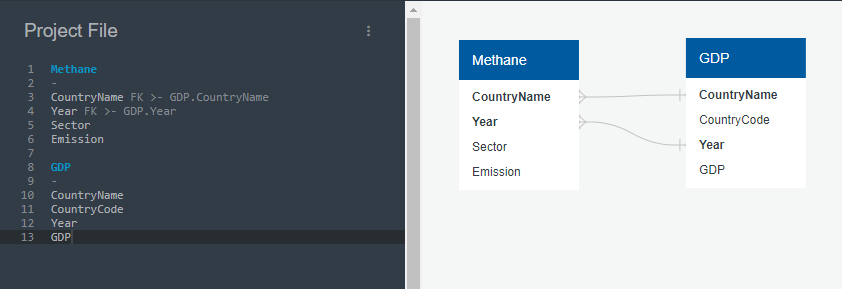 Project File
1 Methane
2 -
3 CountryName FK >- GDP.CountryName
4 Year FK >- GDP.Year
5 Sector
6 Emission
7
8 GDP
9 -
10 CountryName
11 CountryCode
12 Year
13 GDP
Methane
CountryName
Year
Sector
Emission
GDP
CountryName
CountryCode
Year
GDP